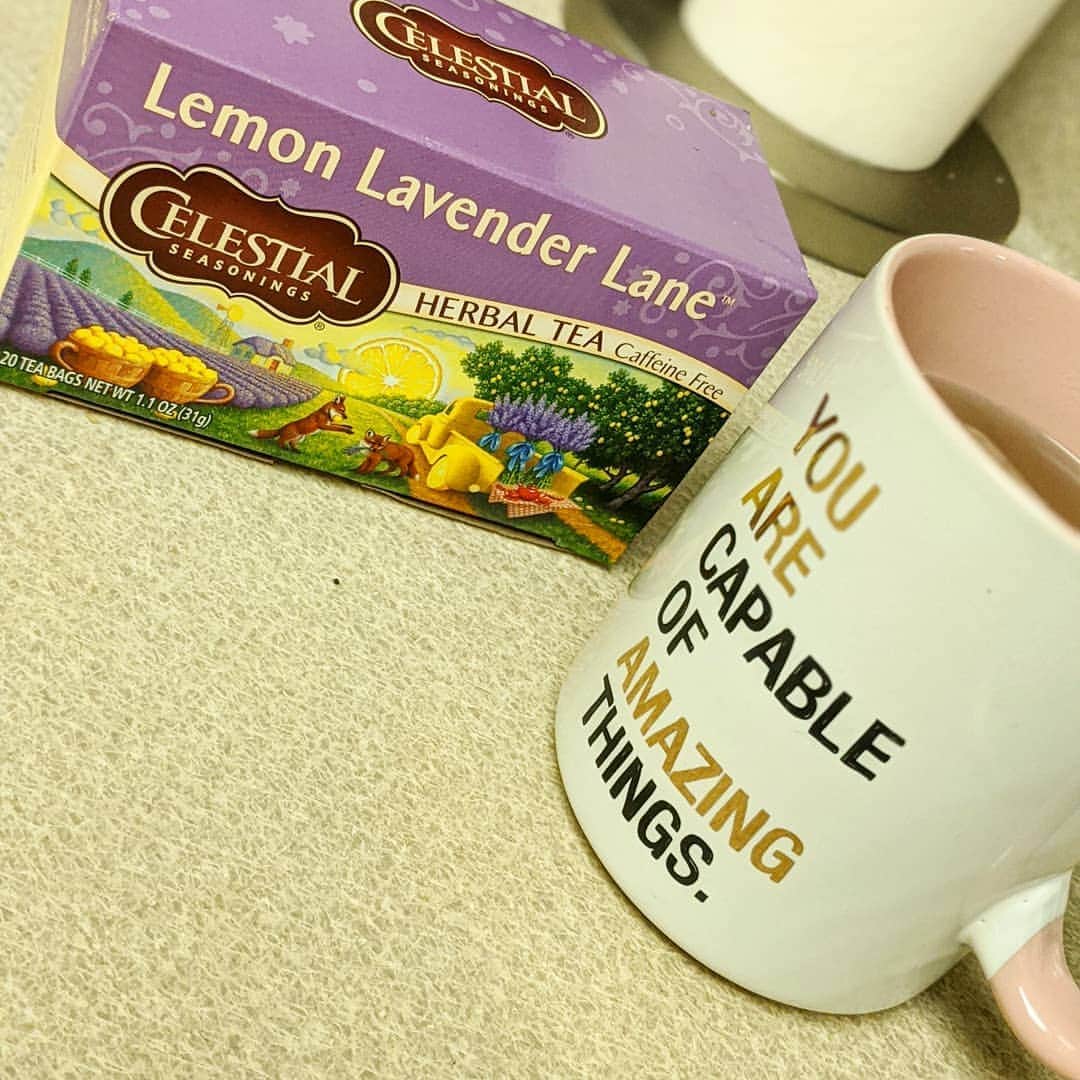 CELESTIAL
SEASONINGS®
Lemon Lavender Lane™
CELESTIAL
SEASONINGS®
HERBAL TEA Caffeine Free
20 TEA BAGS NET WT 1.1 OZ (31g)
YOU
ARE
CAPABLE
OF
AMAZING
THINGS.